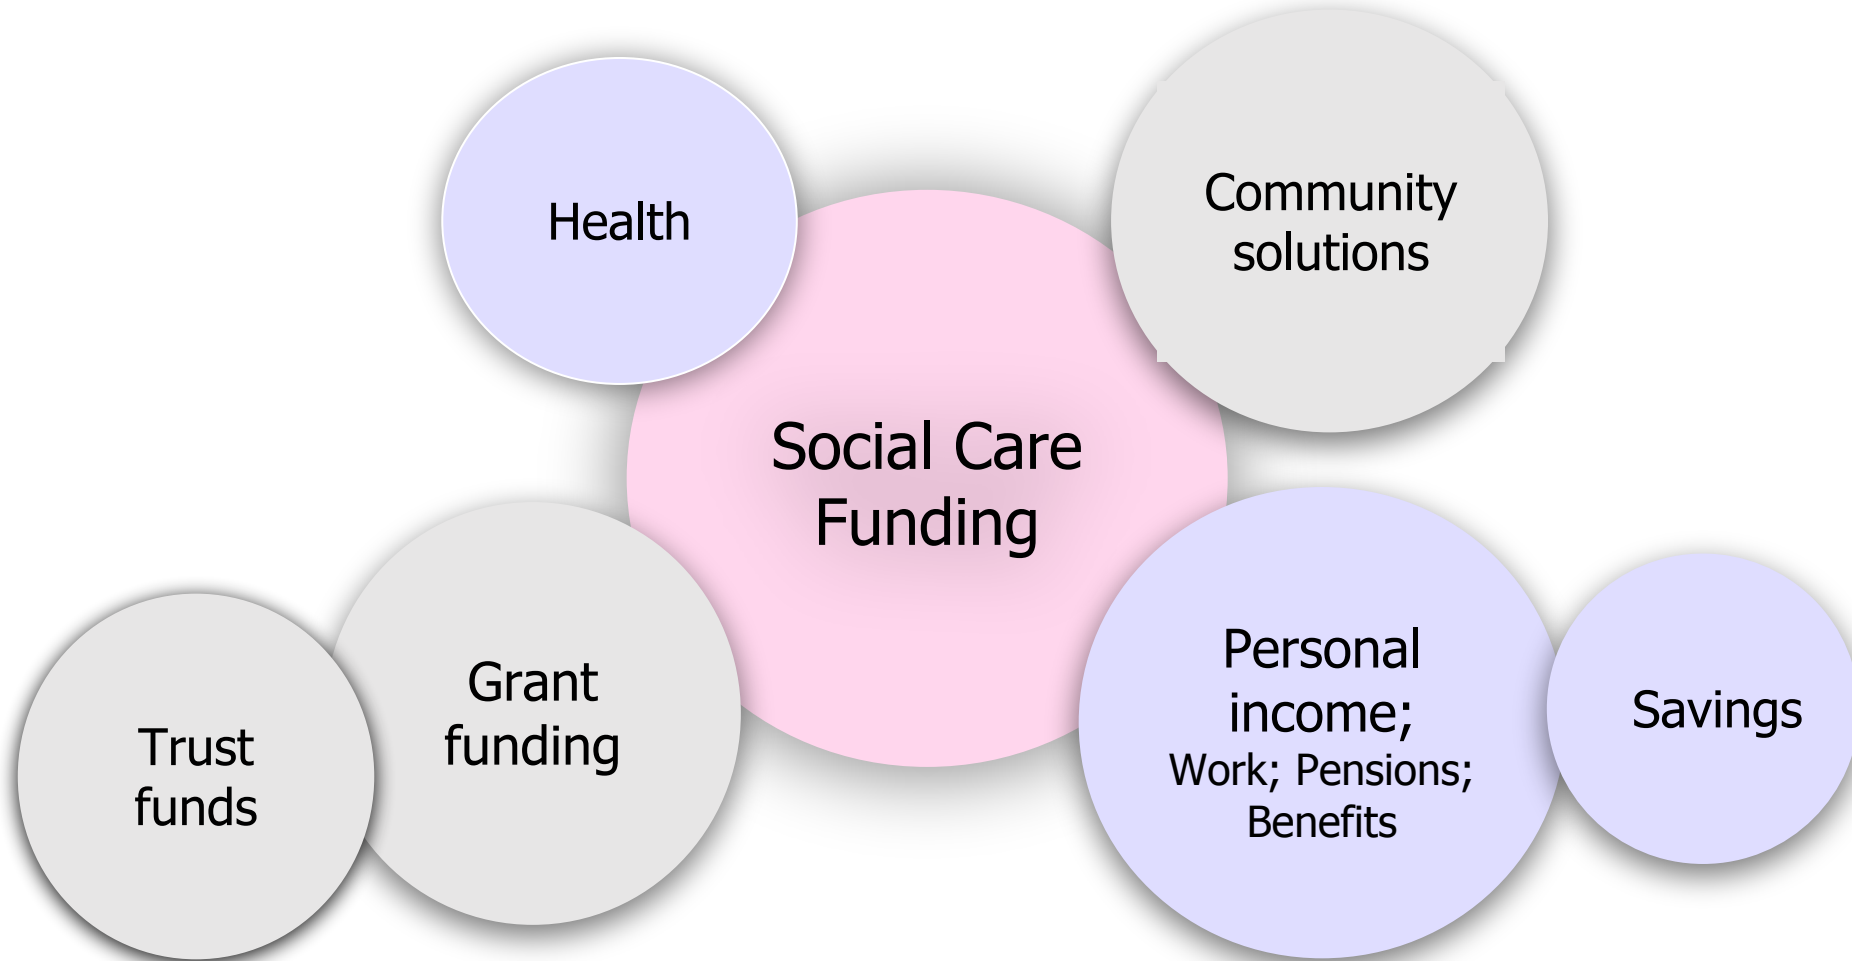 Health
Community
solutions
Social Care
Funding
Grant
funding
Trust
funds
Personal
income;
Work; Pensions;
Benefits
Savings